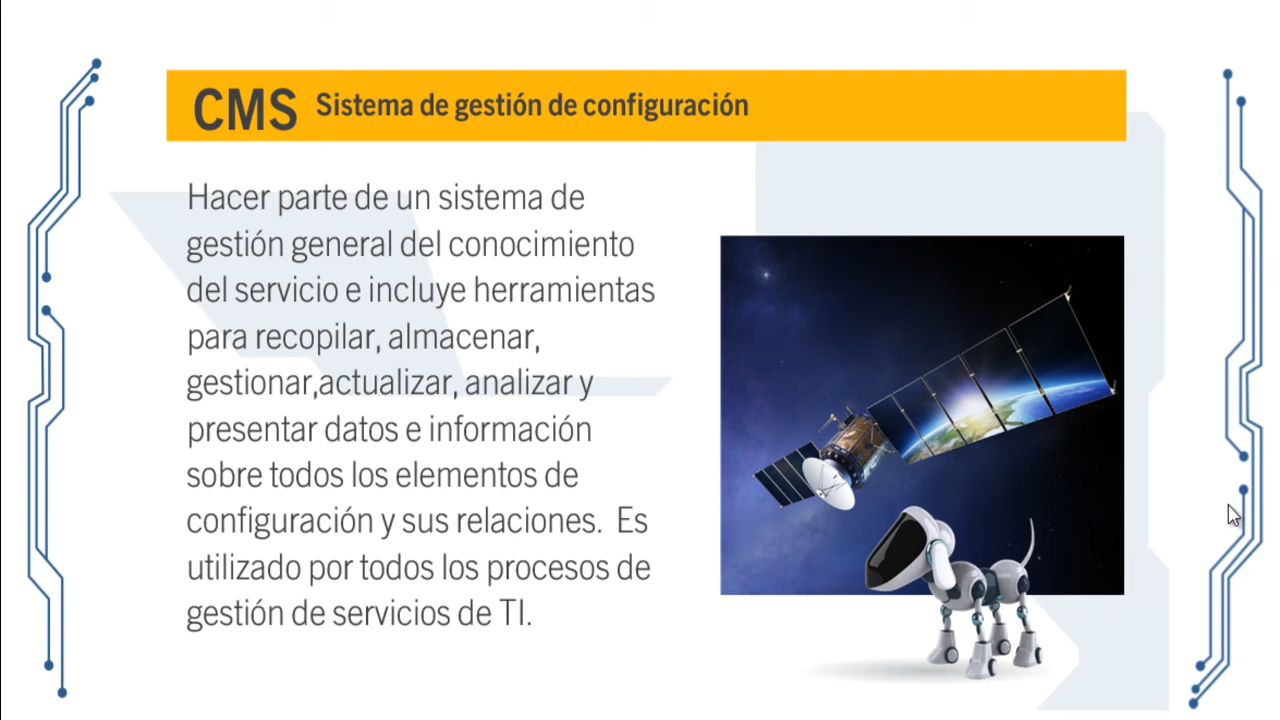 CMS Sistema de gestión de configuración
Hacer parte de un sistema de
gestión general del conocimiento
del servicio e incluye herramientas
para recopilar, almacenar,
gestionar,actualizar, analizar y
presentar datos e información
sobre todos los elementos de
configuración y sus relaciones.  Es
utilizado por todos los procesos de
gestión de servicios de TI.